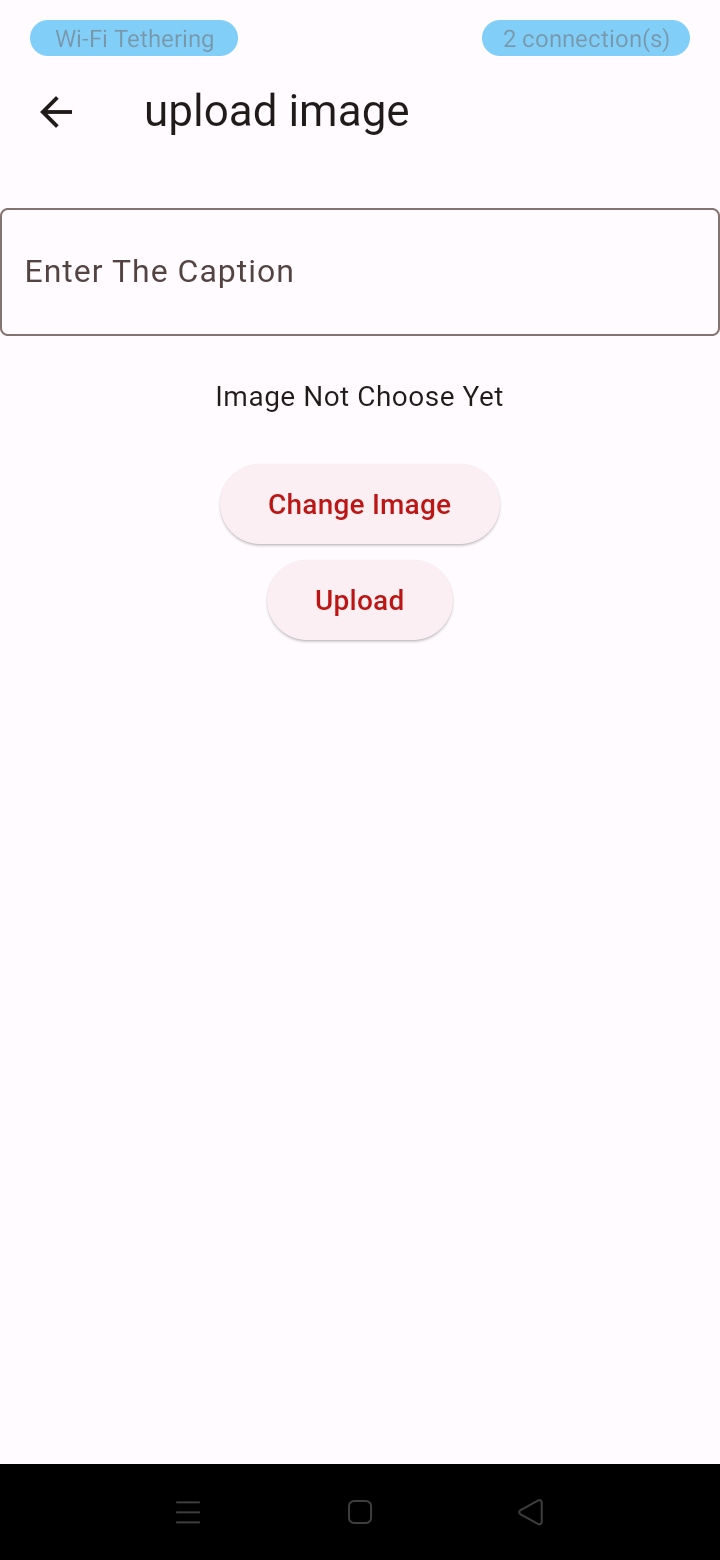 Wi-Fi Tethering 2 connection(s)
upload image
Enter The Caption
Image Not Choose Yet
Change Image
Upload